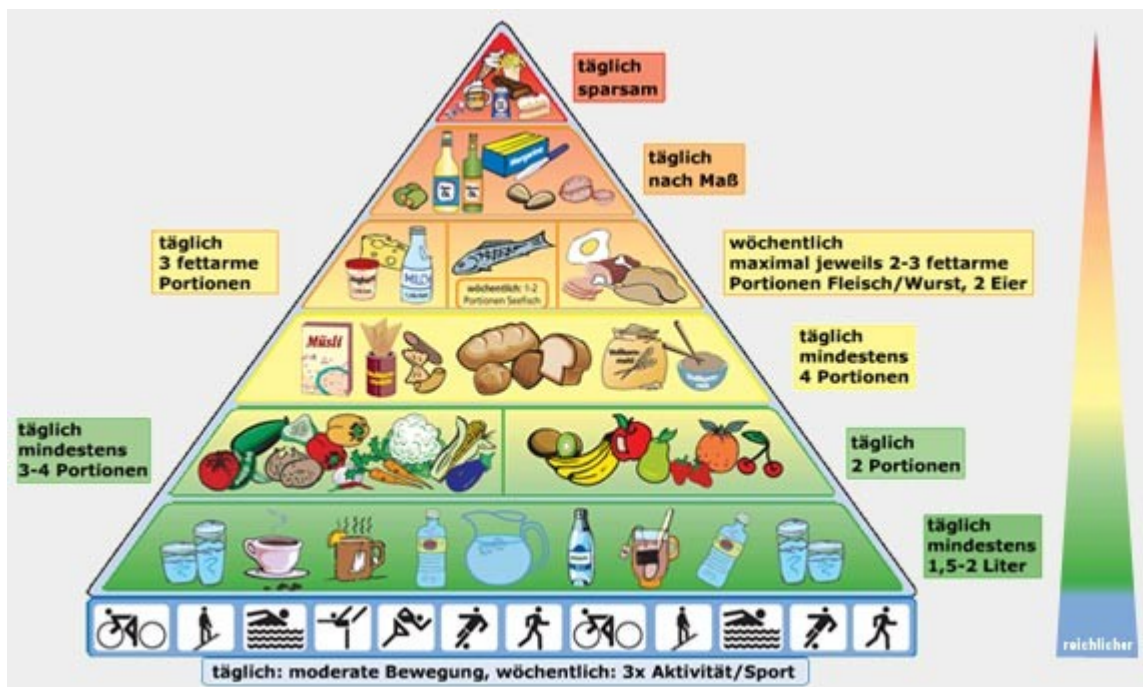 täglich
sparsam
täglich
nach Maß
Margarine
täglich
3 fettarme
Portionen
MILCH
wöchentlich: 1-2
Portionen Seefisch
wöchentlich
maximal jeweils 2-3 fettarme
Portionen Fleisch/Wurst, 2 Eier
Müsli
täglich
mindestens
4 Portionen
täglich
mindestens
3-4 Portionen
täglich
2 Portionen
täglich
mindestens
1,5-2 Liter
reichlicher
täglich: moderate Bewegung, wöchentlich: 3x Aktivität/Sport